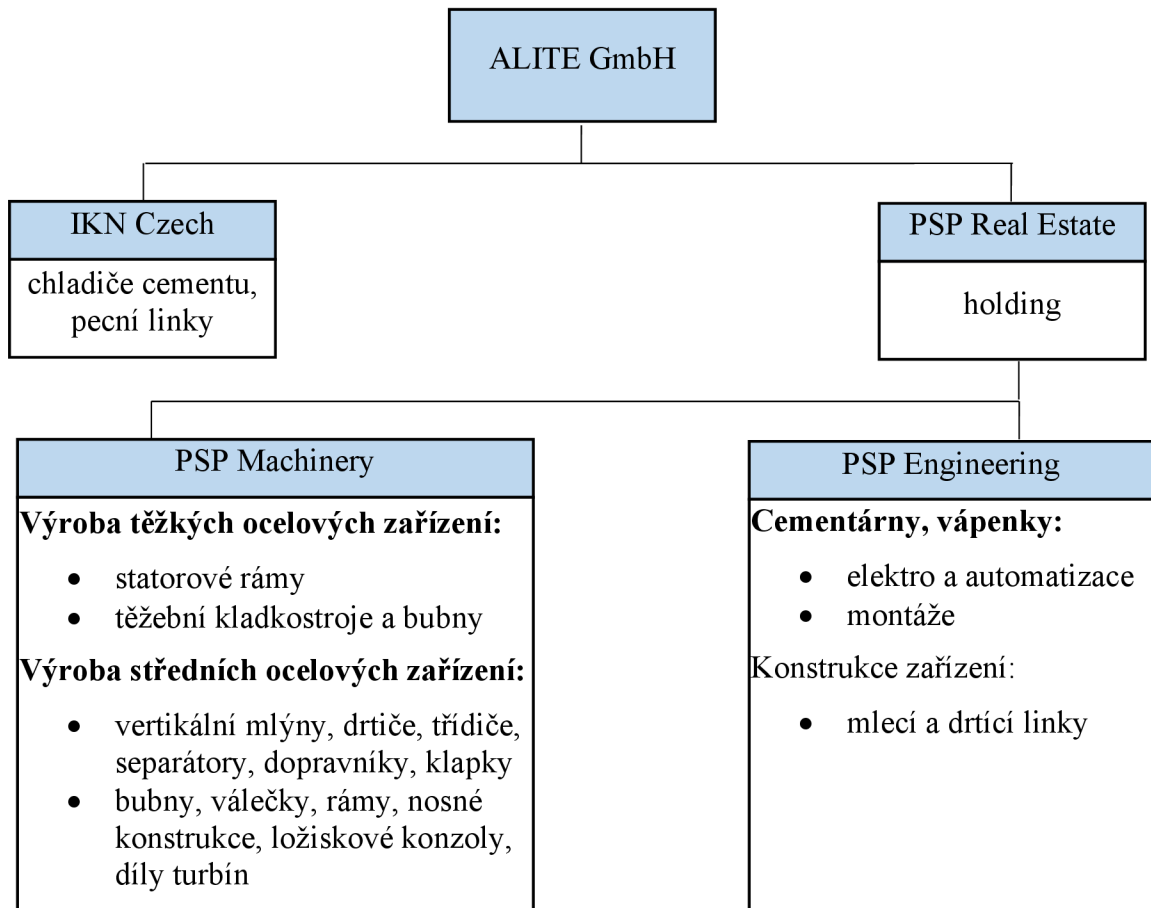 ALITE GmbH
IKN Czech
chladiče cementu,
pecní linky
PSP Real Estate
holding
PSP Machinery
Výroba těžkých ocelových zařízení:
• statorové rámy
• těžební kladkostroje a bubny
Výroba středních ocelových zařízení:
• vertikální mlýny, drtiče, třídiče,
separátory, dopravníky, klapky
• bubny, válečky, rámy, nosné
konstrukce, ložiskové konzoly,
díly turbín
PSP Engineering
Cementárny, vápenky:
• elektro a automatizace
• montáže
Konstrukce zařízení:
• mlecí a drtící linky